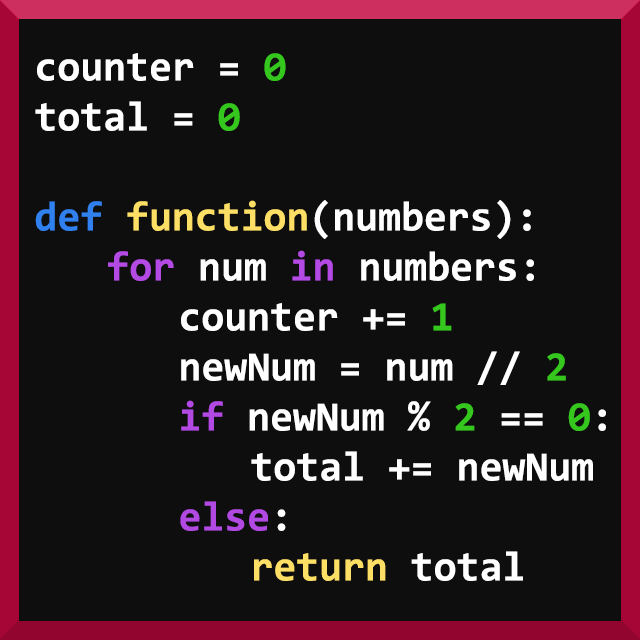 counter = 0
total = 0

def function(numbers):
    for num in numbers:
        counter += 1
        newNum = num // 2
        if newNum % 2 == 0:
            total += newNum
        else:
            return total